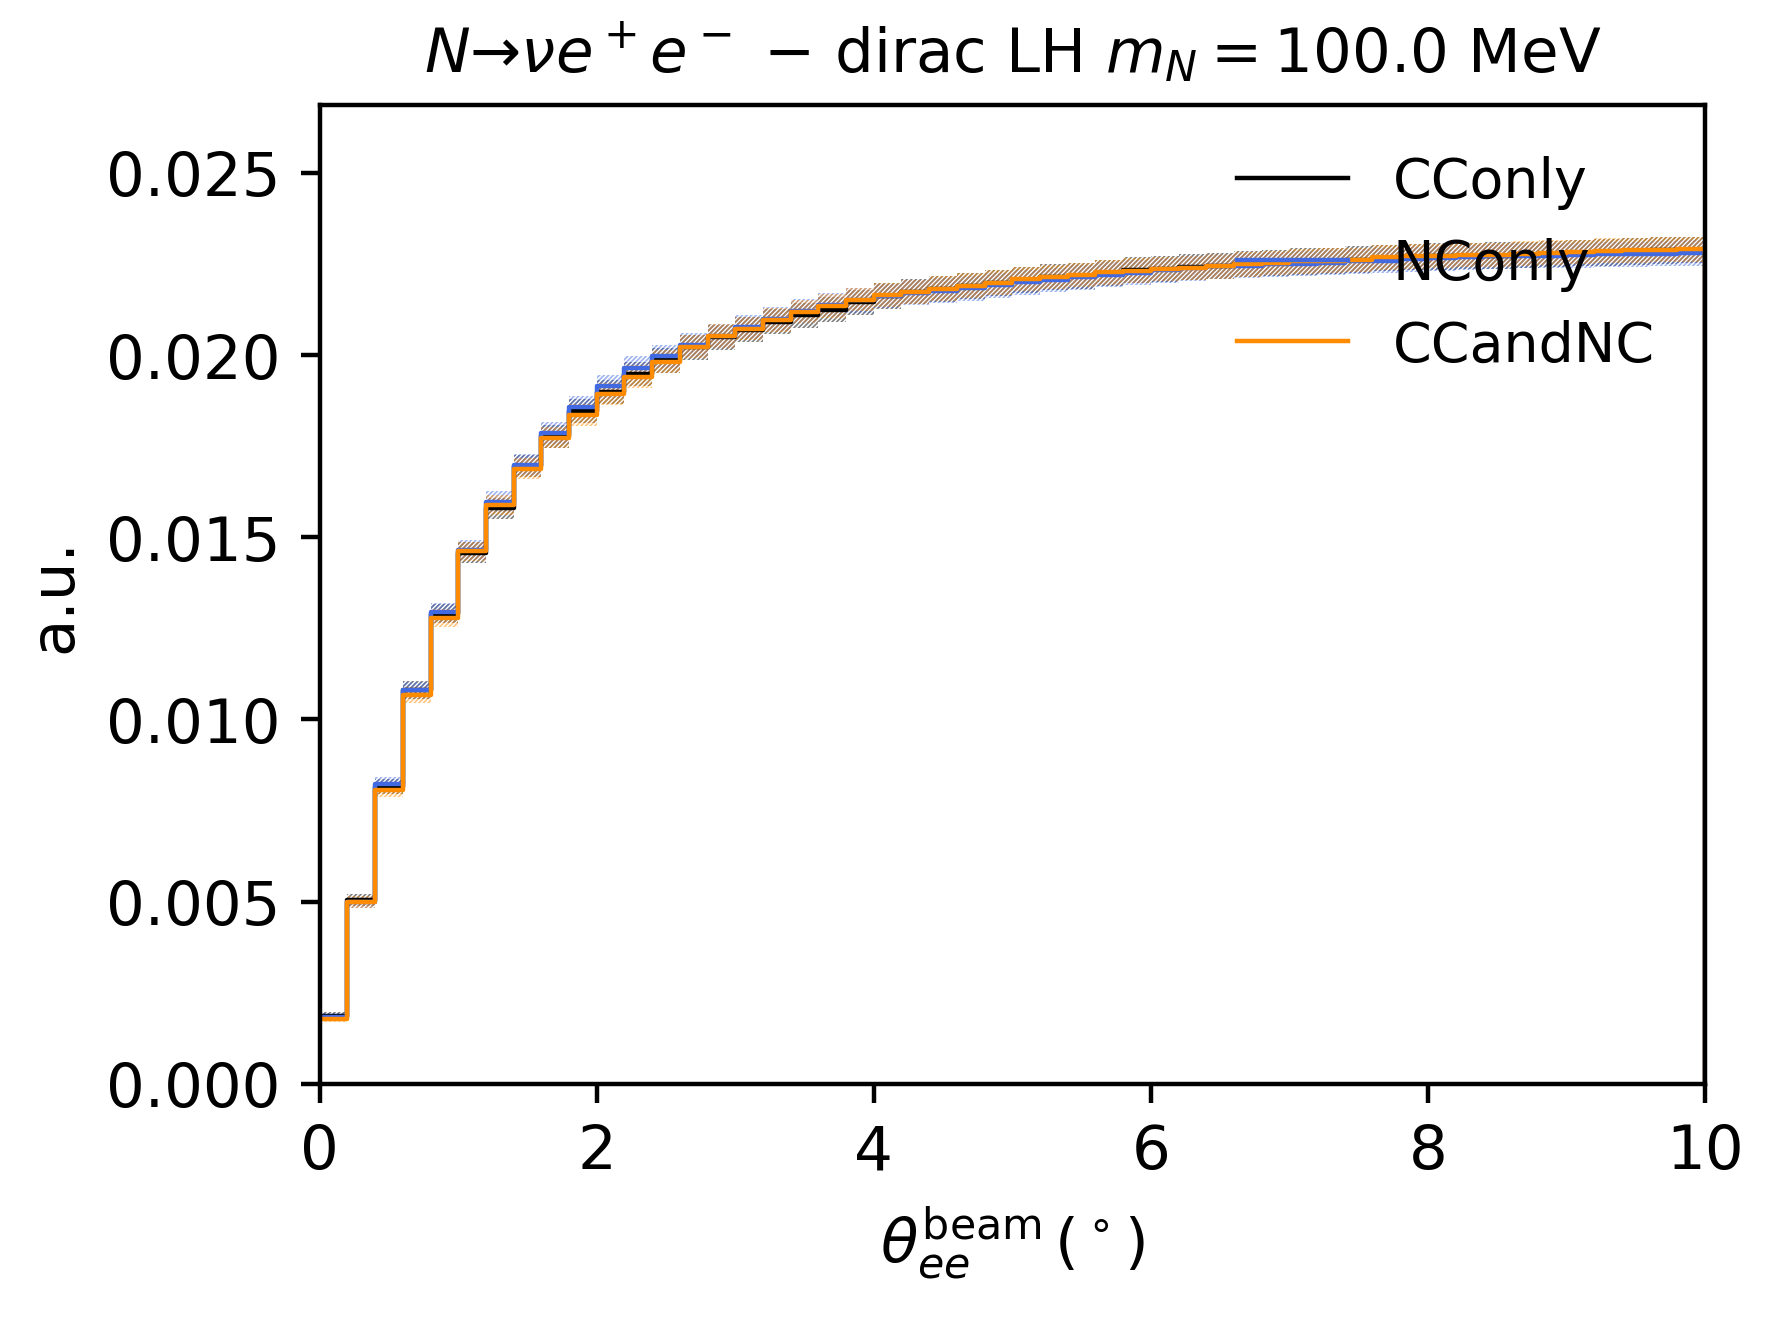 N→νe⁺e⁻ − dirac LH m_N = 100.0 MeV
0.025
0.020
0.015
0.010
0.005
0.000
a.u.
CConly
NConly
CCandNC
0 2 4 6 8 10
θ_ee^beam (°)